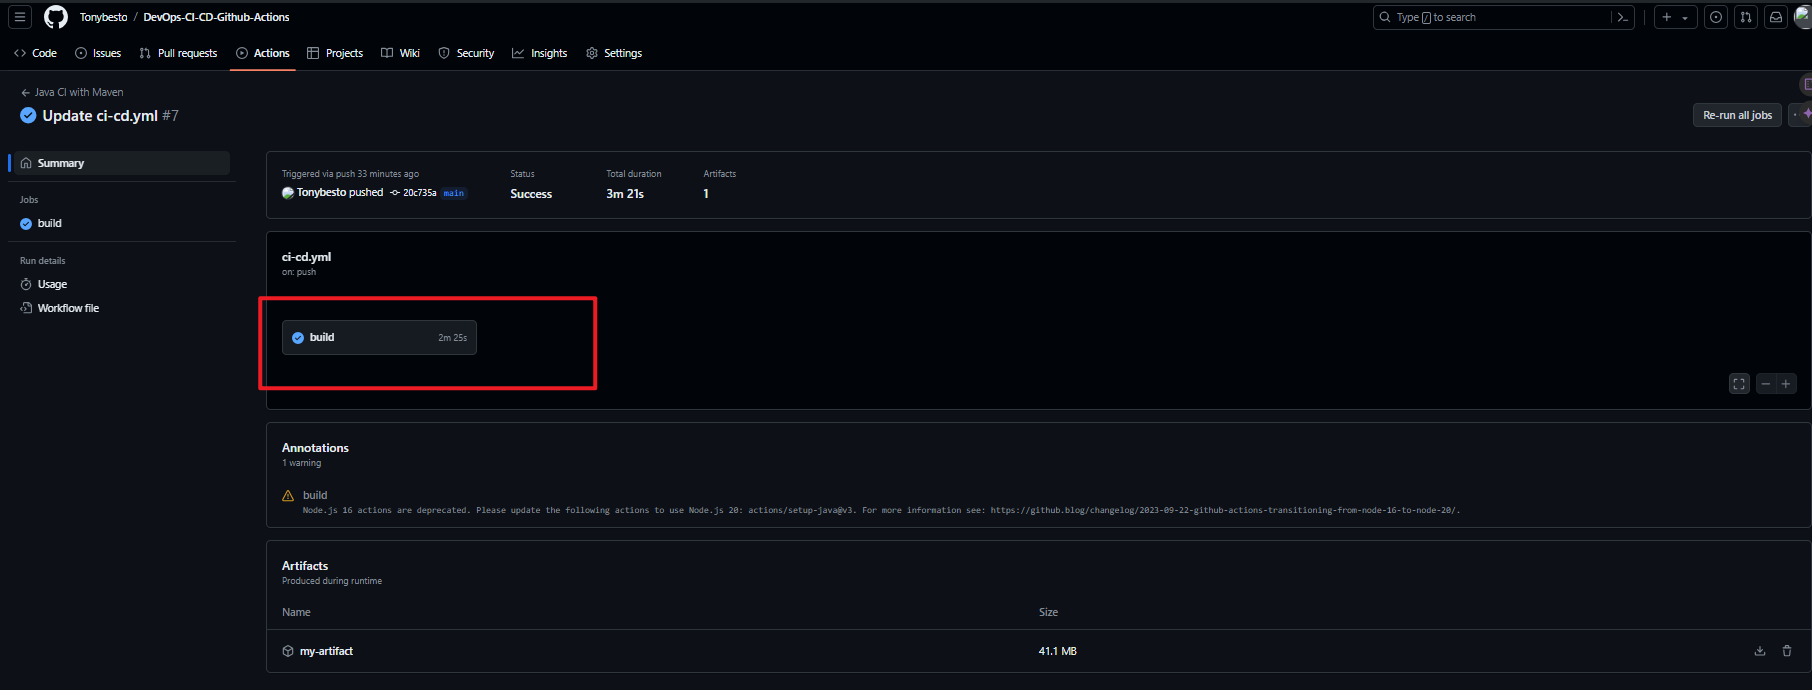 Tonybesto / DevOps-CI-CD-Github-Actions
Type / to search
Code
Issues
Pull requests
Actions
Projects
Wiki
Security
Insights
Settings
Java CI with Maven
Update ci-cd.yml #7
Re-run all jobs
Summary
Jobs
build
Run details
Usage
Workflow file
Triggered via push 33 minutes ago
Tonybesto pushed 20c735a main
Status
Success
Total duration
3m 21s
Artifacts
1
ci-cd.yml
on: push
build 2m 25s
Annotations
1 warning
build
Node.js 16 actions are deprecated. Please update the following actions to use Node.js 20: actions/setup-java@v3. For more information see: https://github.blog/changelog/2023-09-22-github-actions-transitioning-from-node-16-to-node-20/.
Artifacts
Produced during runtime
Name Size
my-artifact 41.1 MB